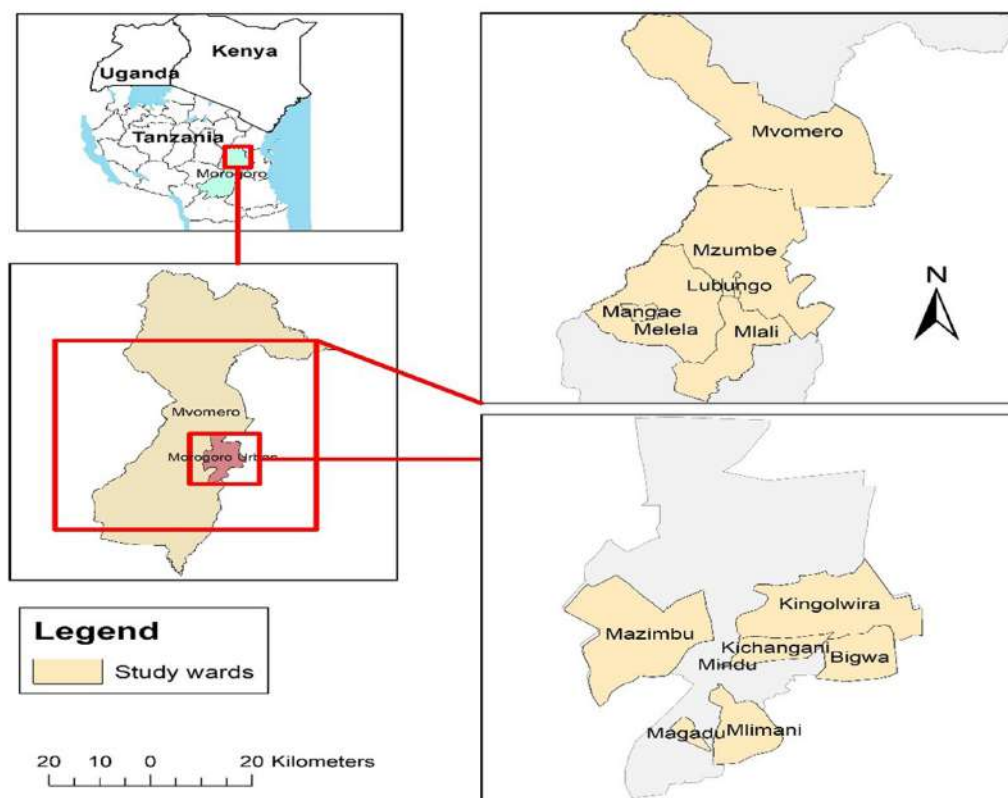 Kenya
Uganda
Tanzania
Morogoro
Mvomero
Morogoro Urban
Legend
Study wards
20 10 0 20 Kilometers
Mvomero
Mzumbe
Lubungo
Mangae
Melela
Mlali
N
Kingolwira
Mazimbu
Kichangani
Mindu
Bigwa
Magadu
Mlimani